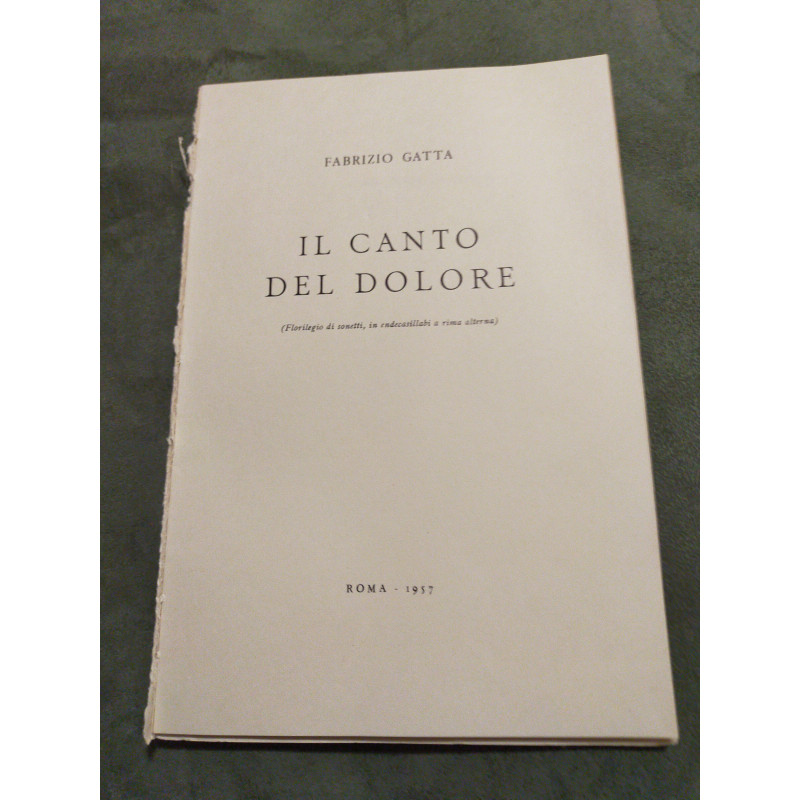 FABRIZIO GATTA
IL CANTO
DEL DOLORE
(Florilegio di sonetti, in endecasillabi a rima alterna)
ROMA - 1957